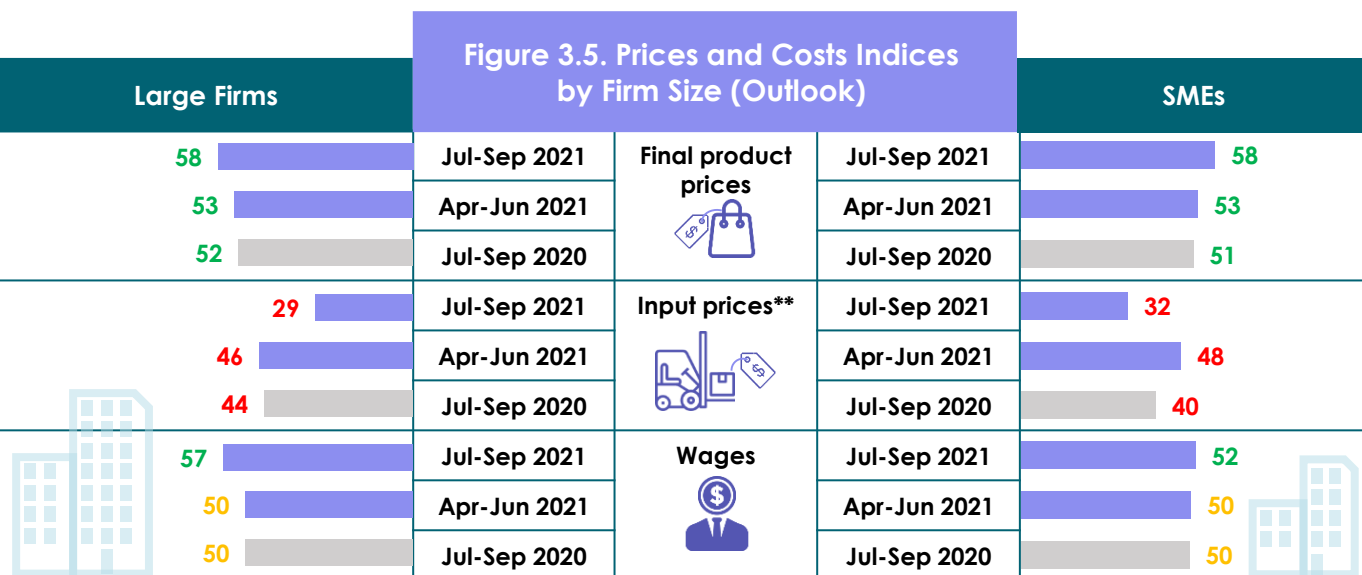 Figure 3.5. Prices and Costs Indices
by Firm Size (Outlook)
Large Firms
SMEs
58 Jul-Sep 2021 Final product Jul-Sep 2021 58
prices
53 Apr-Jun 2021 Apr-Jun 2021 53
52 Jul-Sep 2020 Jul-Sep 2020 51
29 Jul-Sep 2021 Input prices** Jul-Sep 2021 32
46 Apr-Jun 2021 Apr-Jun 2021 48
44 Jul-Sep 2020 Jul-Sep 2020 40
57 Jul-Sep 2021 Wages Jul-Sep 2021 52
50 Apr-Jun 2021 Apr-Jun 2021 50
50 Jul-Sep 2020 Jul-Sep 2020 50